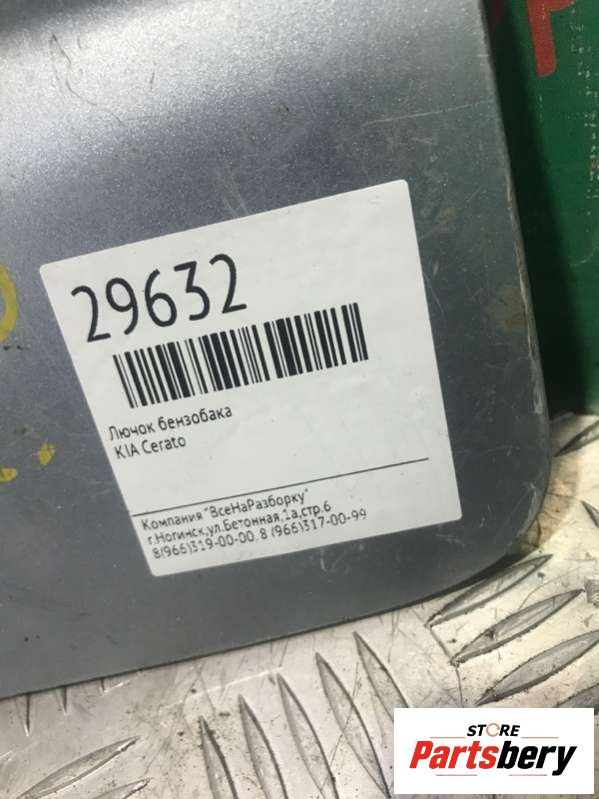 29632
Лючок бензобака
KIA Cerato
Компания "ВсеНаРазборку"
г.Ногинск,ул.Бетонная,1а,стр.6
8(966)319-00-00, 8 (966)317-00-99
STORE
Partsbery